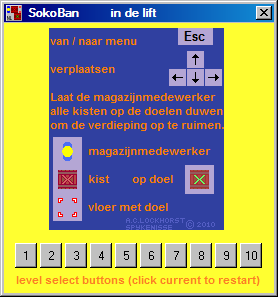 SokoBan in de lift
van / naar menu Esc
verplaatsen
Laat de magazijnmedewerker
alle kisten op de doelen duwen
om de verdieping op te ruimen.
magazijnmedewerker
kist op doel
vloer met doel
A.C.LOCKHORST
SPYKENISSE © 2010
1 2 3 4 5 6 7 8 9 10
level select buttons (click current to restart)